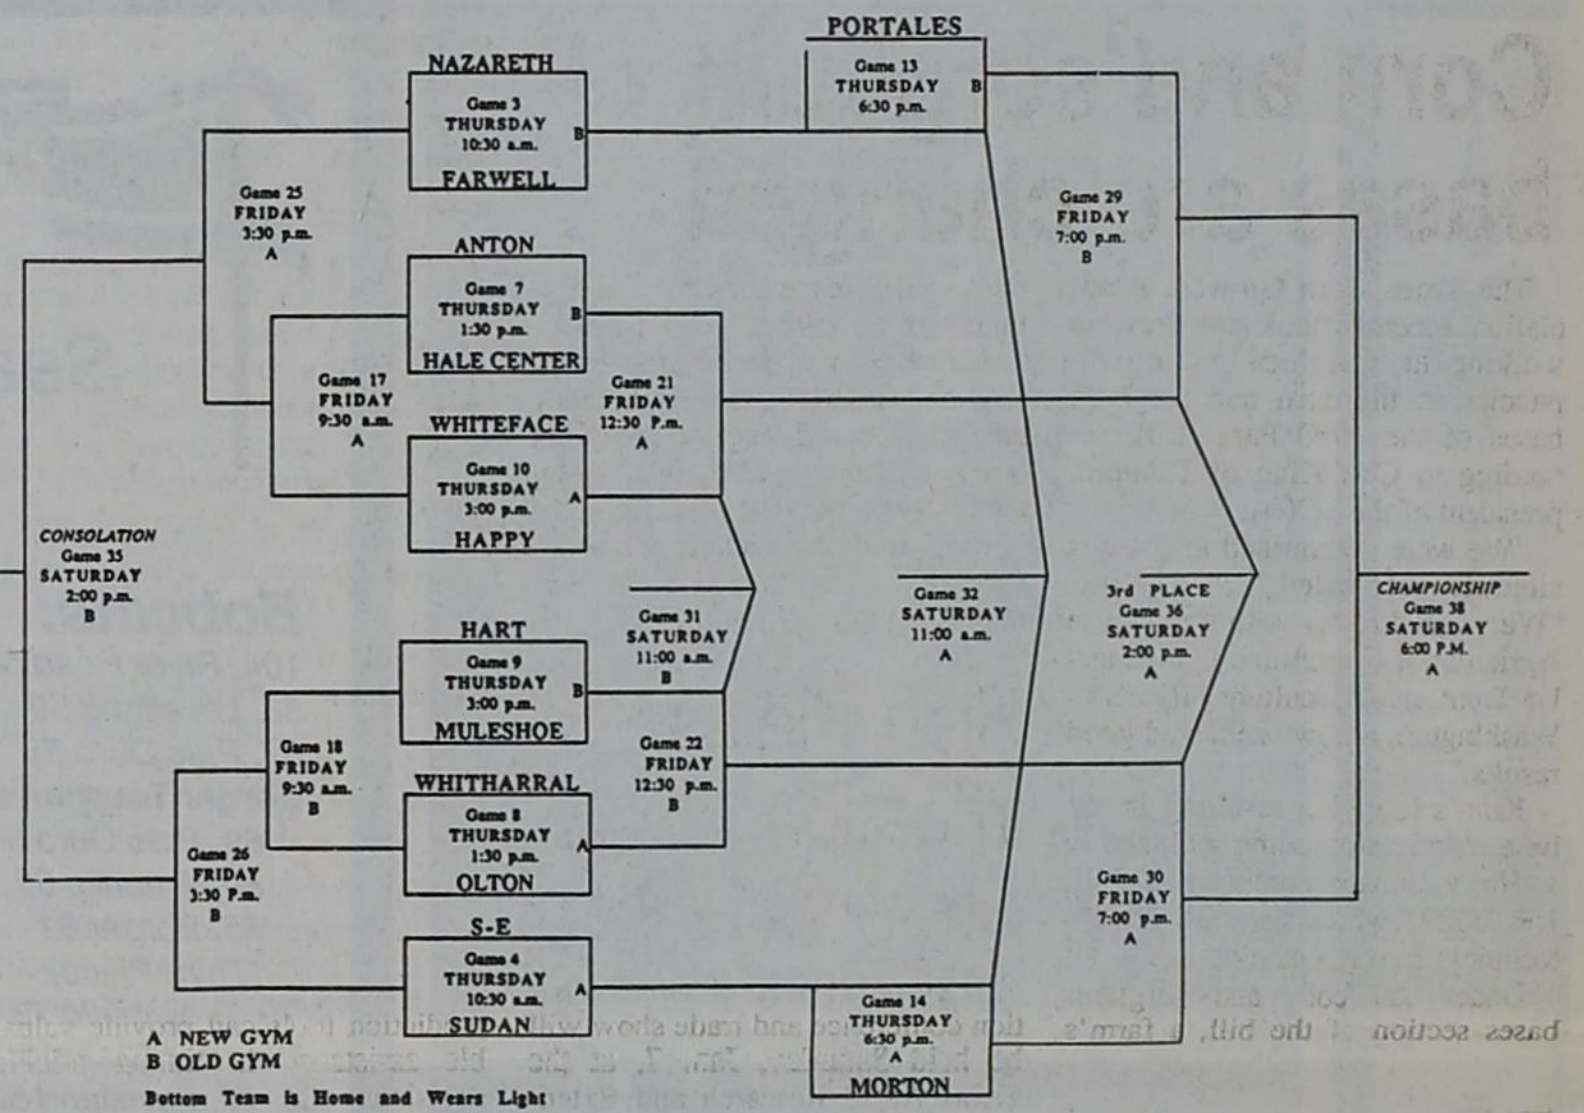 PORTALES
Game 13
THURSDAY B
6:30 p.m.
NAZARETH
Game 3
THURSDAY
10:30 a.m. B
FARWELL
Game 25
FRIDAY
3:30 p.m.
A
Game 29
FRIDAY
7:00 p.m.
B
ANTON
Game 7
THURSDAY B
1:30 p.m.
HALE CENTER
Game 17
FRIDAY
9:30 a.m.
A
Game 21
FRIDAY
12:30 P.m.
A
WHITEFACE
Game 10
THURSDAY A
3:00 p.m.
HAPPY
CONSOLATION
Game 35
SATURDAY
2:00 p.m.
B
Game 31
SATURDAY
11:00 a.m.
B
Game 32
SATURDAY
11:00 a.m.
A
3rd PLACE
Game 36
SATURDAY
2:00 p.m.
A
CHAMPIONSHIP
Game 38
SATURDAY
6:00 P.M.
A
HART
Game 9
THURSDAY B
3:00 p.m.
MULESHOE
Game 18
FRIDAY
9:30 a.m.
B
Game 22
FRIDAY
12:30 p.m.
B
WHITHARRAL
Game 8
THURSDAY
1:30 p.m. A
OLTON
Game 26
FRIDAY
3:30 P.m.
B
Game 30
FRIDAY
7:00 p.m.
A
S-E
Game 4
THURSDAY A
10:30 a.m.
SUDAN
Game 14
THURSDAY
6:30 p.m.
A
MORTON
A NEW GYM
B OLD GYM
Bottom Team is Home and Wears Light